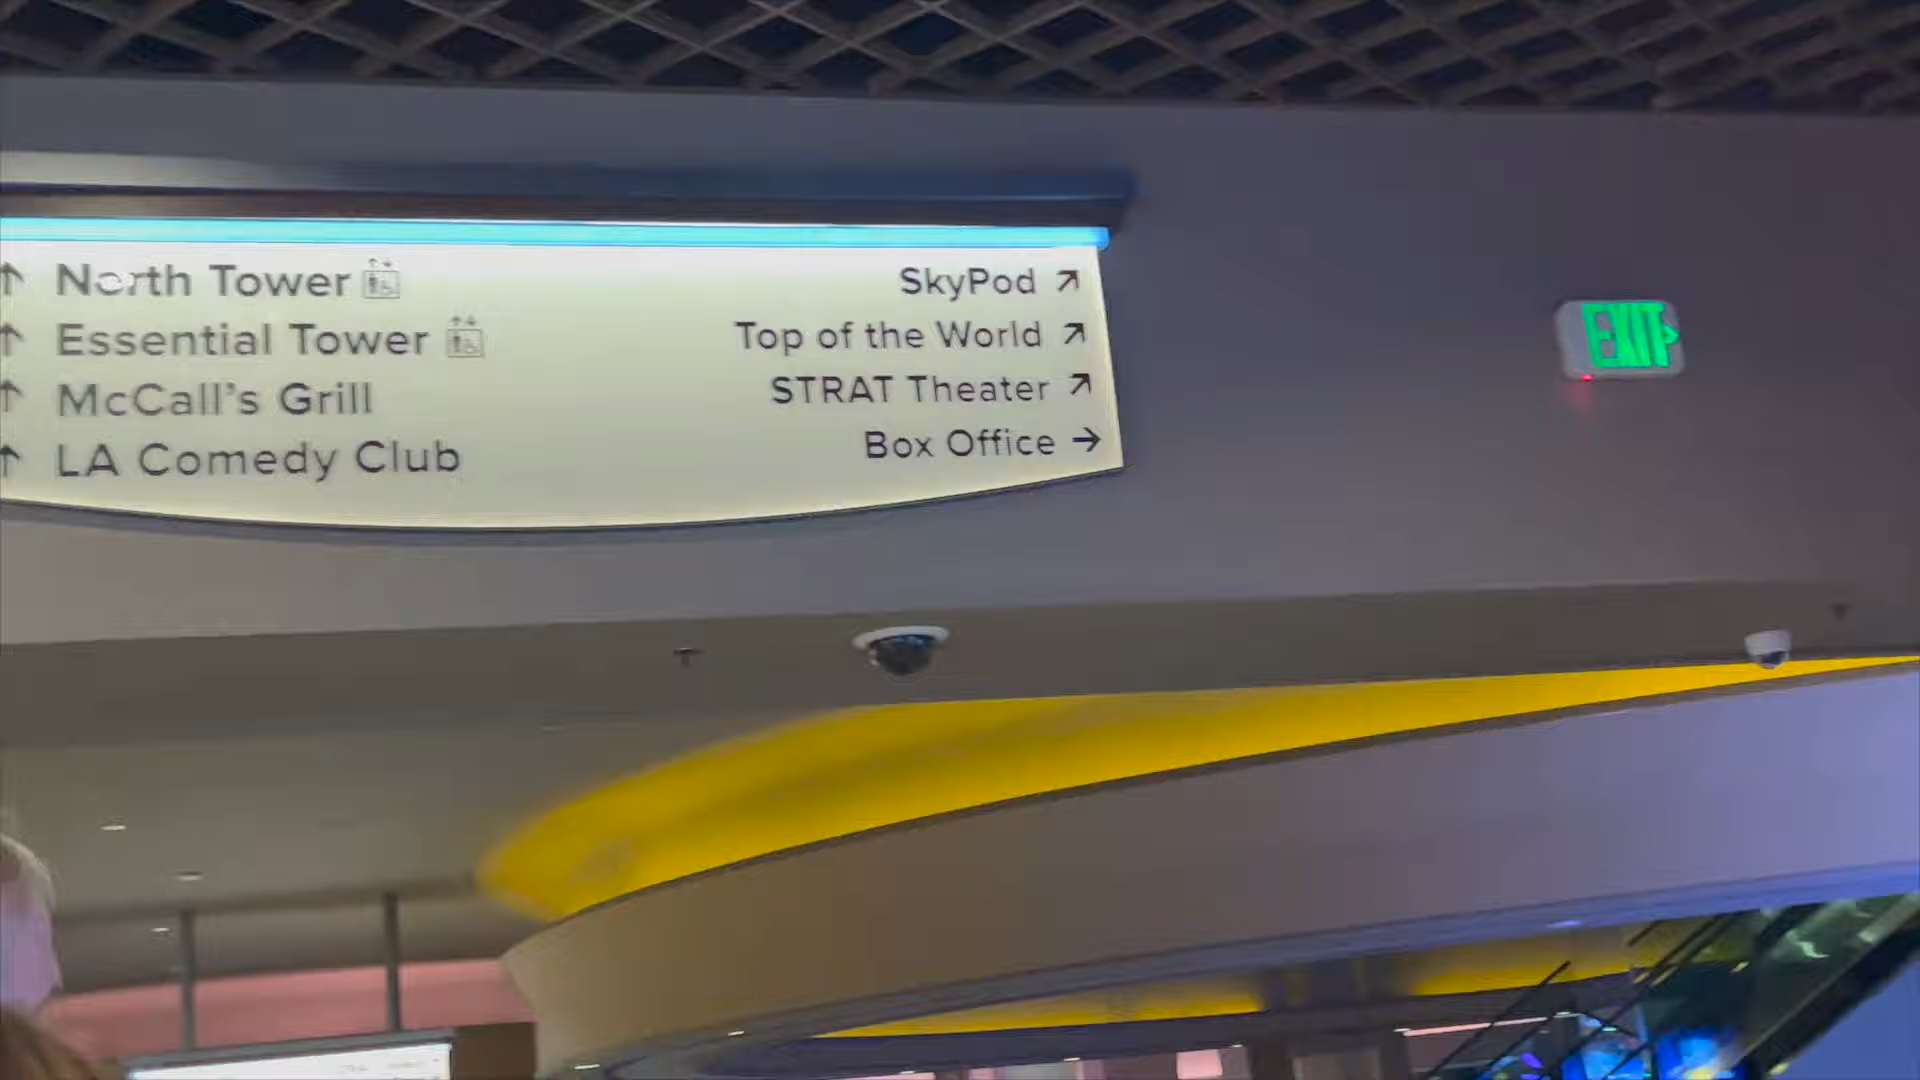 ↑ North Tower
↑ Essential Tower
↑ McCall's Grill
↑ LA Comedy Club
SkyPod ↗
Top of the World ↗
STRAT Theater ↗
Box Office →
EXIT